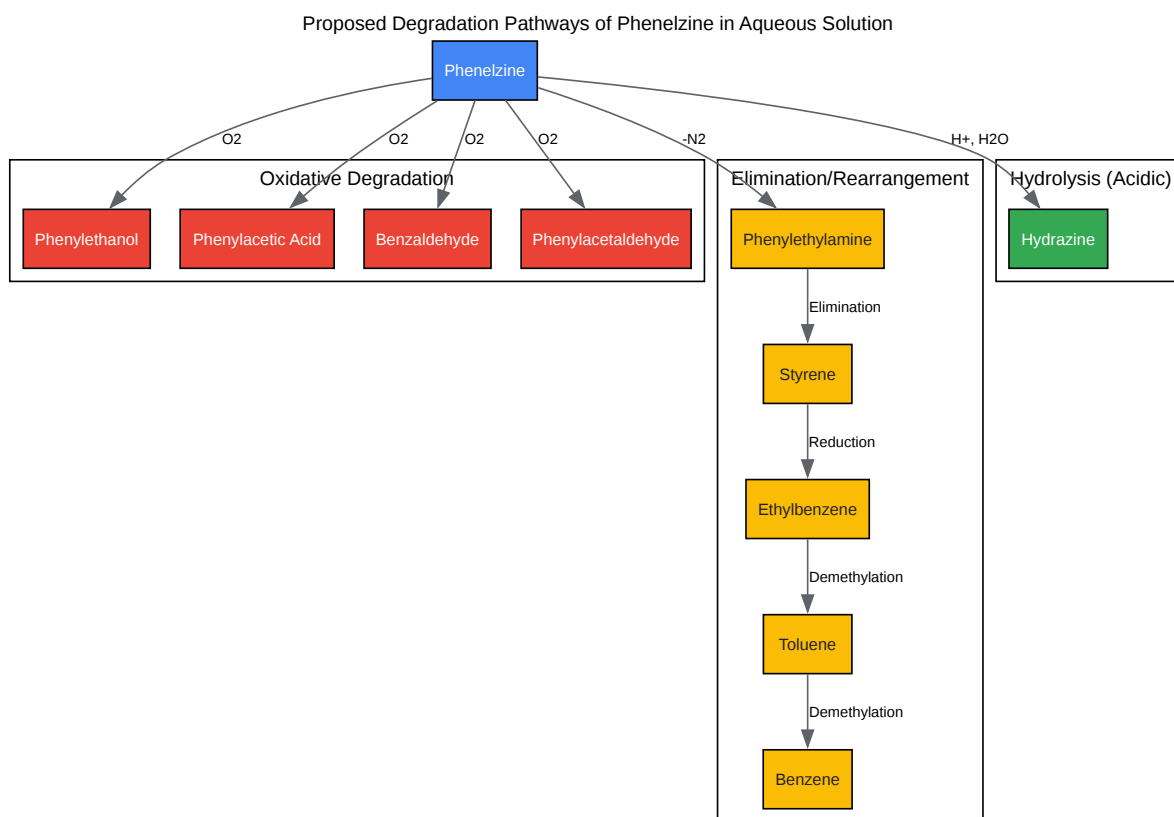 Proposed Degradation Pathways of Phenelzine in Aqueous Solution
Phenelzine
O2
O2
O2
O2
-N2
H+, H2O
Oxidative Degradation
Elimination/Rearrangement
Hydrolysis (Acidic)
Phenylethanol
Phenylacetic Acid
Benzaldehyde
Phenylacetaldehyde
Phenylethylamine
Hydrazine
Elimination
Styrene
Reduction
Ethylbenzene
Demethylation
Toluene
Demethylation
Benzene